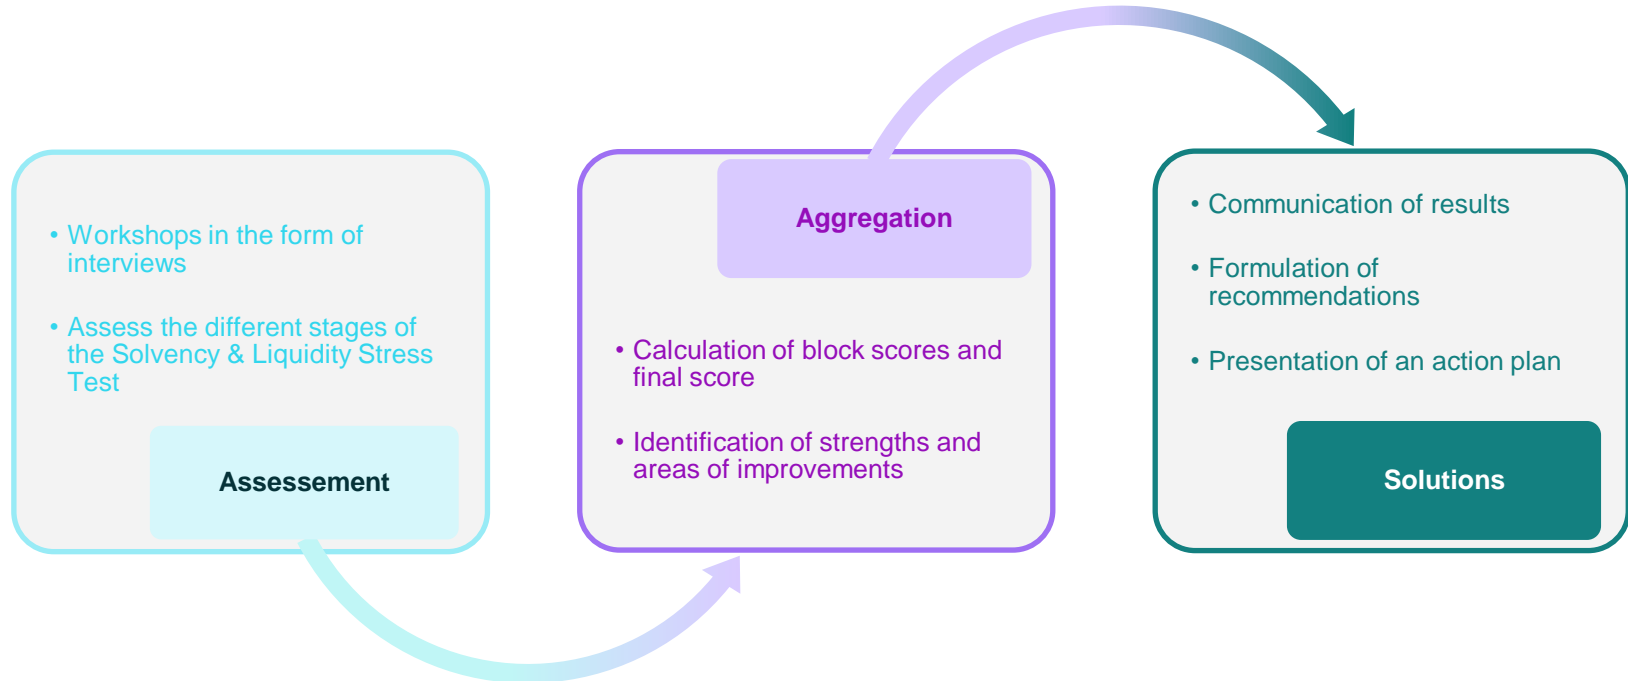 • Workshops in the form of
interviews
• Assess the different stages of
the Solvency & Liquidity Stress
Test
Assessement
Aggregation
• Calculation of block scores and
final score
• Identification of strengths and
areas of improvements
• Communication of results
• Formulation of
recommendations
• Presentation of an action plan
Solutions